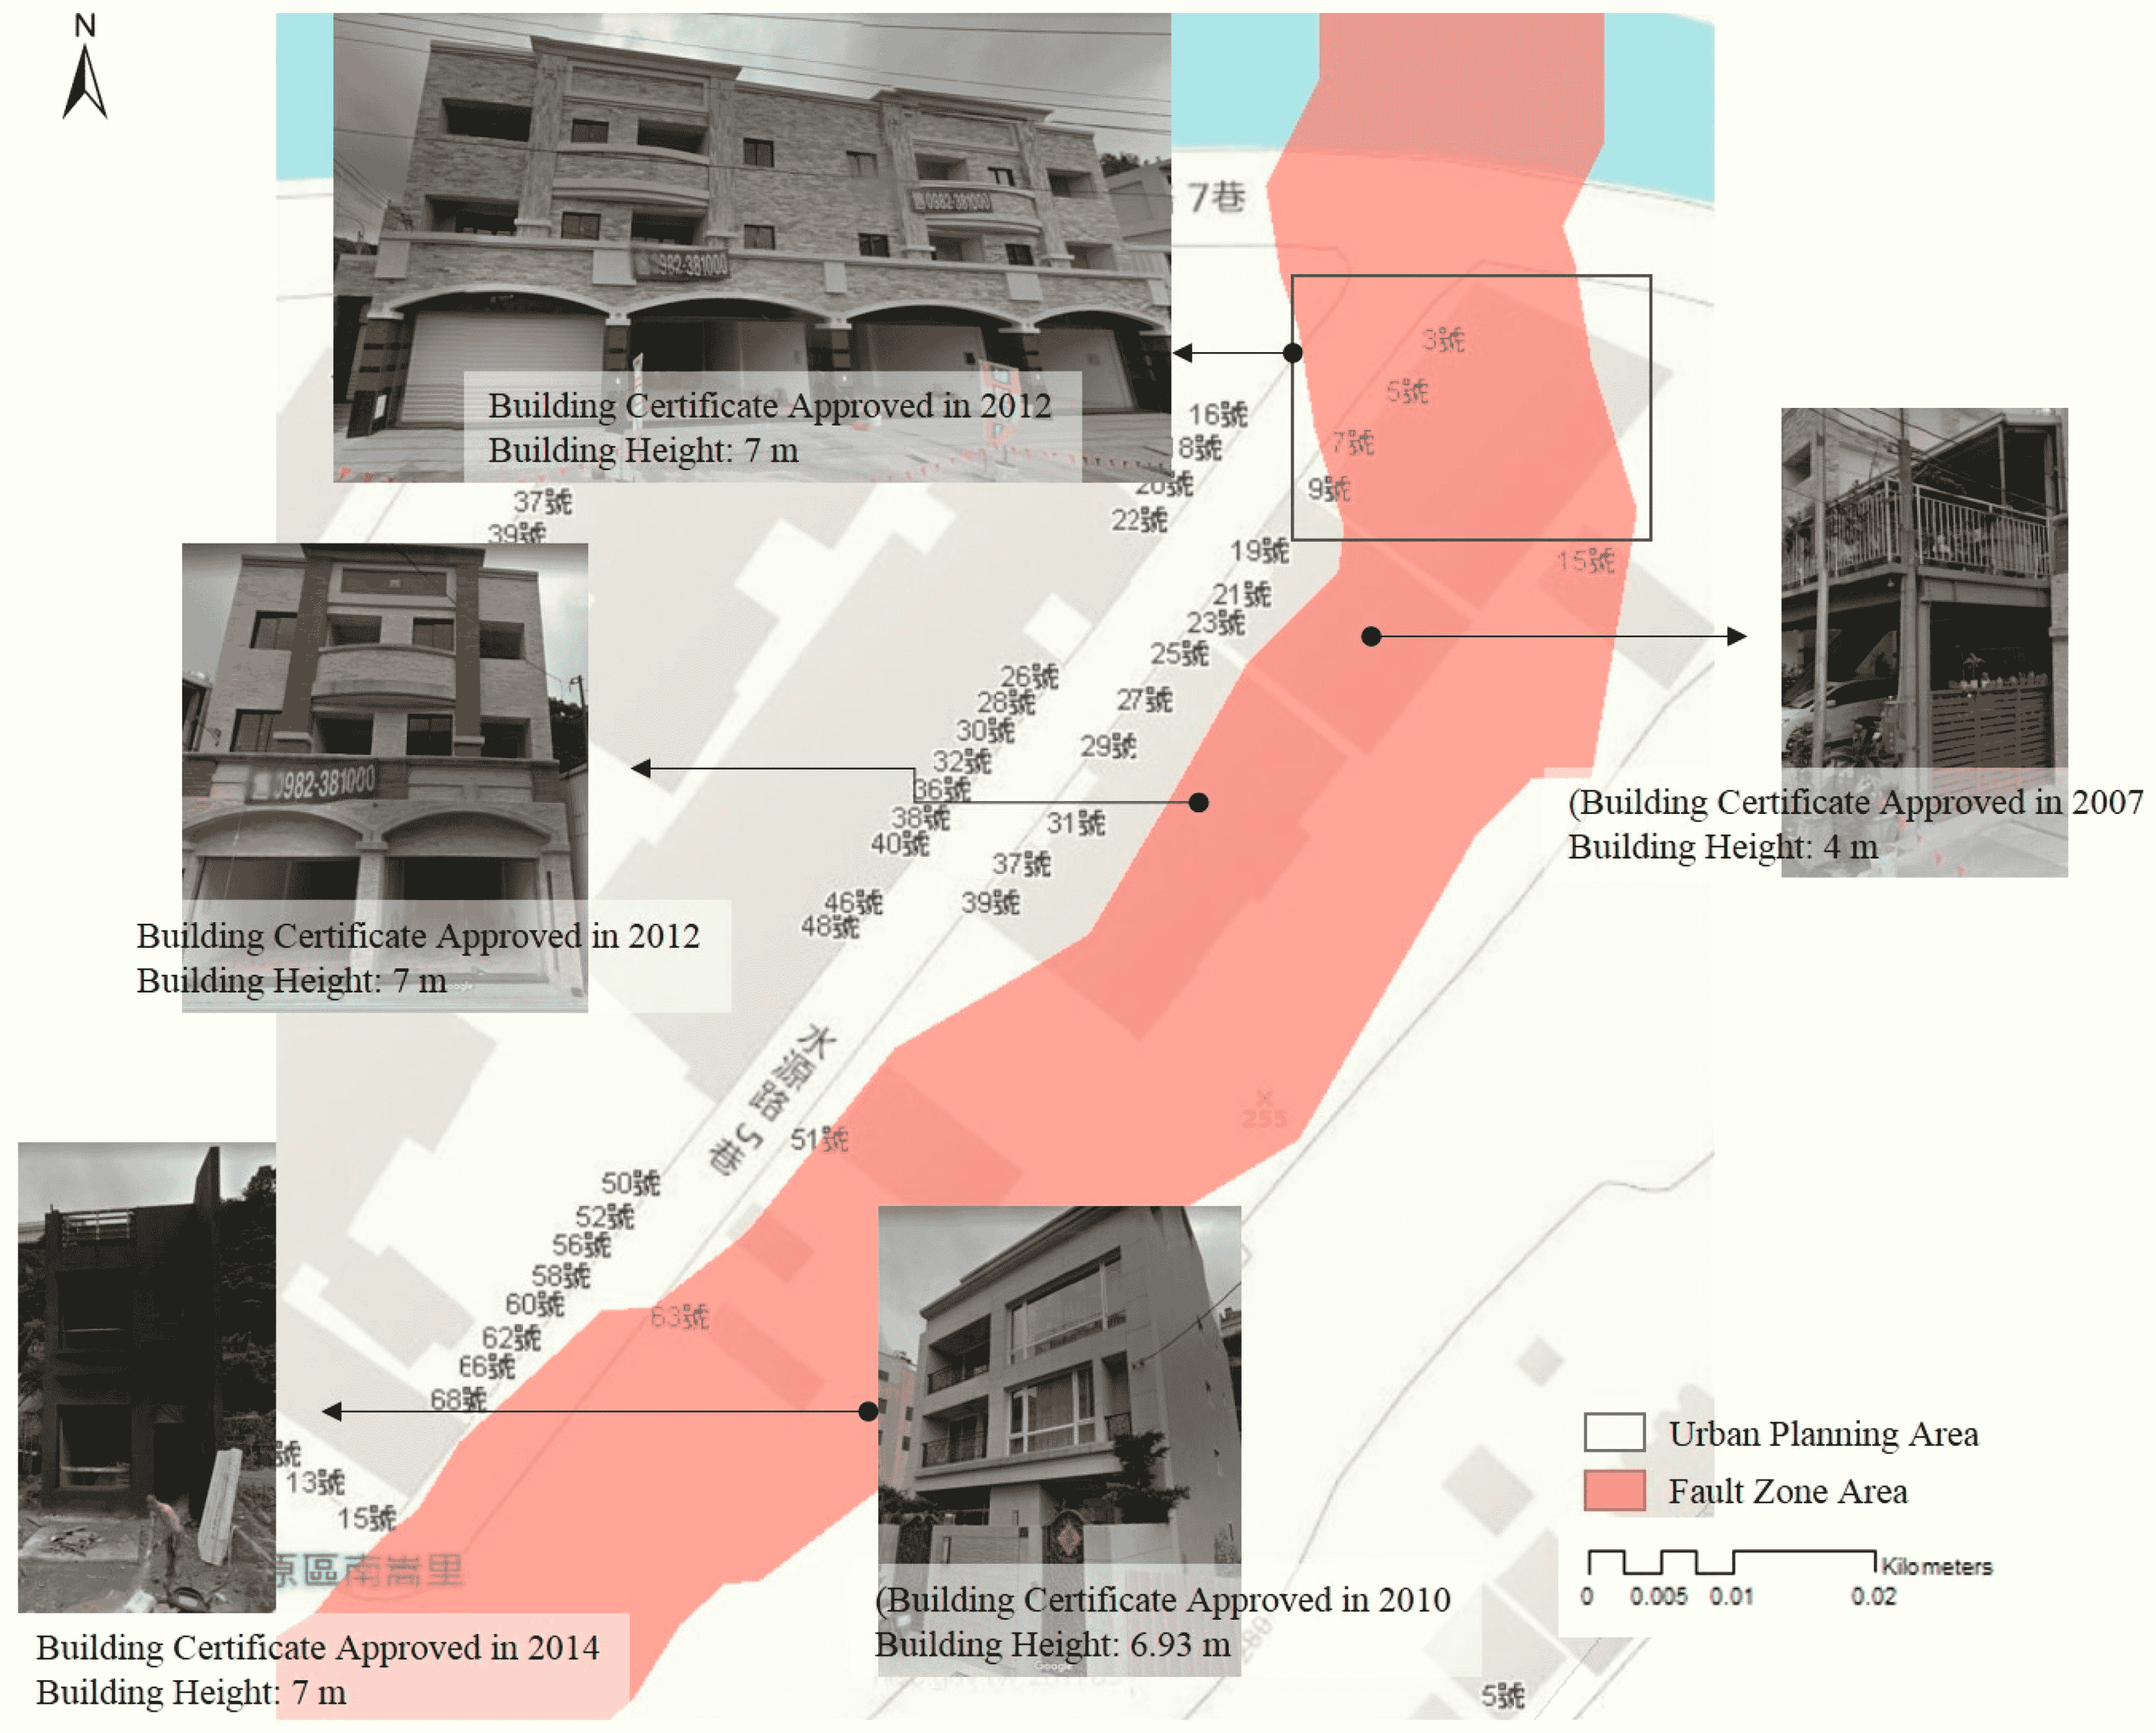 N
7巷
0982-381000
982-381000
Building Certificate Approved in 2012
Building Height: 7 m
3號
5號
7號
9號
16號
18號
20號
22號
37號
39號
19號
15號
21號
23號
25號
26號
28號
27號
30號
29號
32號
36號
38號
31號
40號
37號
46號
39號
48號
0982-381000
(Building Certificate Approved in 2007
Building Height: 4 m
Building Certificate Approved in 2012
Building Height: 7 m
水源路5巷
255
51號
50號
52號
56號
58號
60號
63號
62號
66號
68號
號
13號
15號
原區南嵩里
Urban Planning Area
Fault Zone Area
Kilometers
0 0.005 0.01 0.02
(Building Certificate Approved in 2010
Building Height: 6.93 m
Google
280
Building Certificate Approved in 2014
Building Height: 7 m
5號